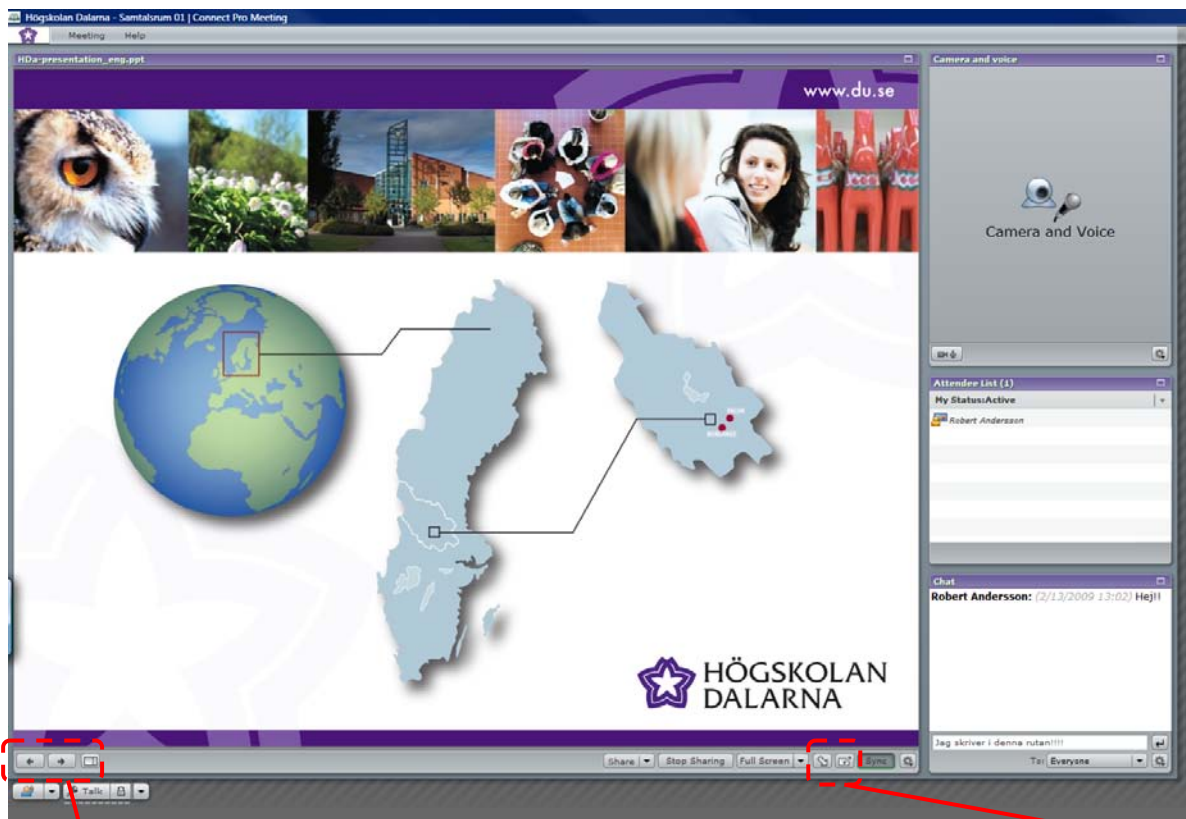 Högskolan Dalarna - Samtalsrum 01 | Connect Pro Meeting
Meeting Help
HDa-presentation_eng.ppt
www.du.se
HÖGSKOLAN
DALARNA
Share
Stop Sharing
Full Screen
Sync
Talk
Camera and voice
Camera and Voice
Attendee List (1)
My Status:Active
Robert Andersson
Chat
Robert Andersson: (2/13/2009 13:02) Hej!!
Jag skriver i denna rutan!!!!
To: Everyone